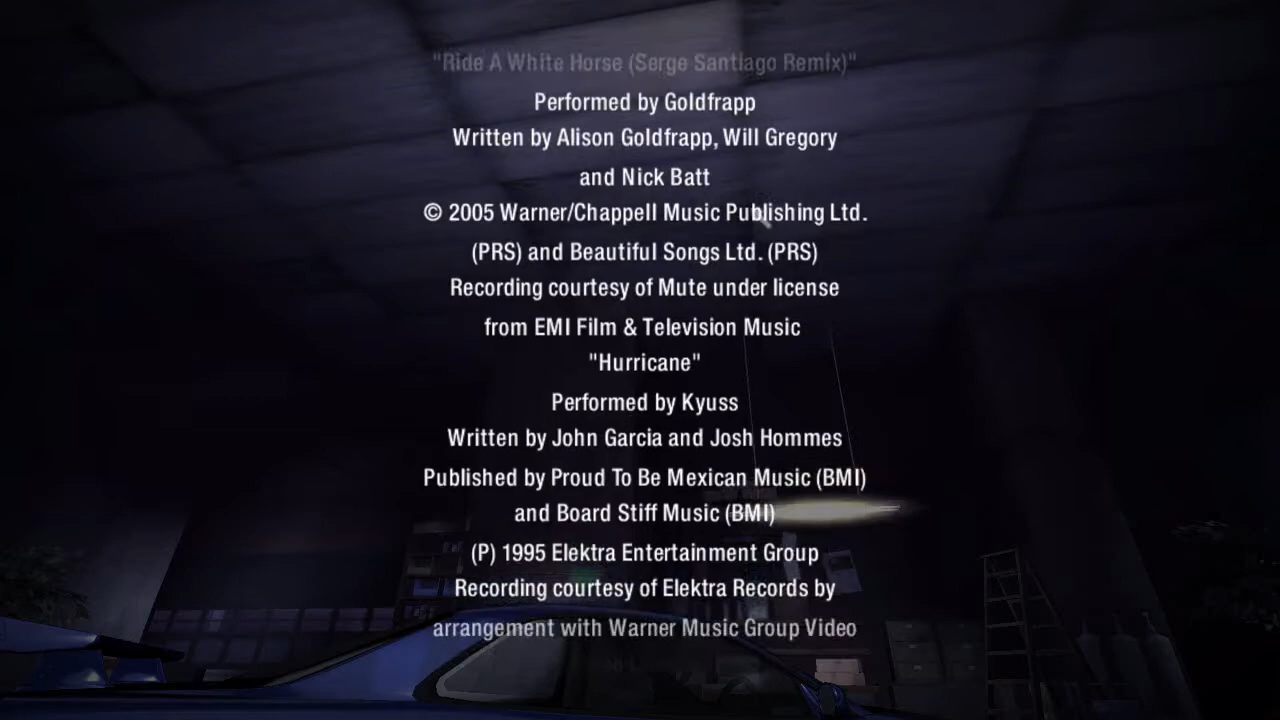 "Ride A White Horse (Serge Santiago Remix)"
Performed by Goldfrapp
Written by Alison Goldfrapp, Will Gregory
and Nick Batt
© 2005 Warner/Chappell Music Publishing Ltd.
(PRS) and Beautiful Songs Ltd. (PRS)
Recording courtesy of Mute under license
from EMI Film & Television Music
"Hurricane"
Performed by Kyuss
Written by John Garcia and Josh Hommes
Published by Proud To Be Mexican Music (BMI)
and Board Stiff Music (BMI)
(P) 1995 Elektra Entertainment Group
Recording courtesy of Elektra Records by
arrangement with Warner Music Group Video